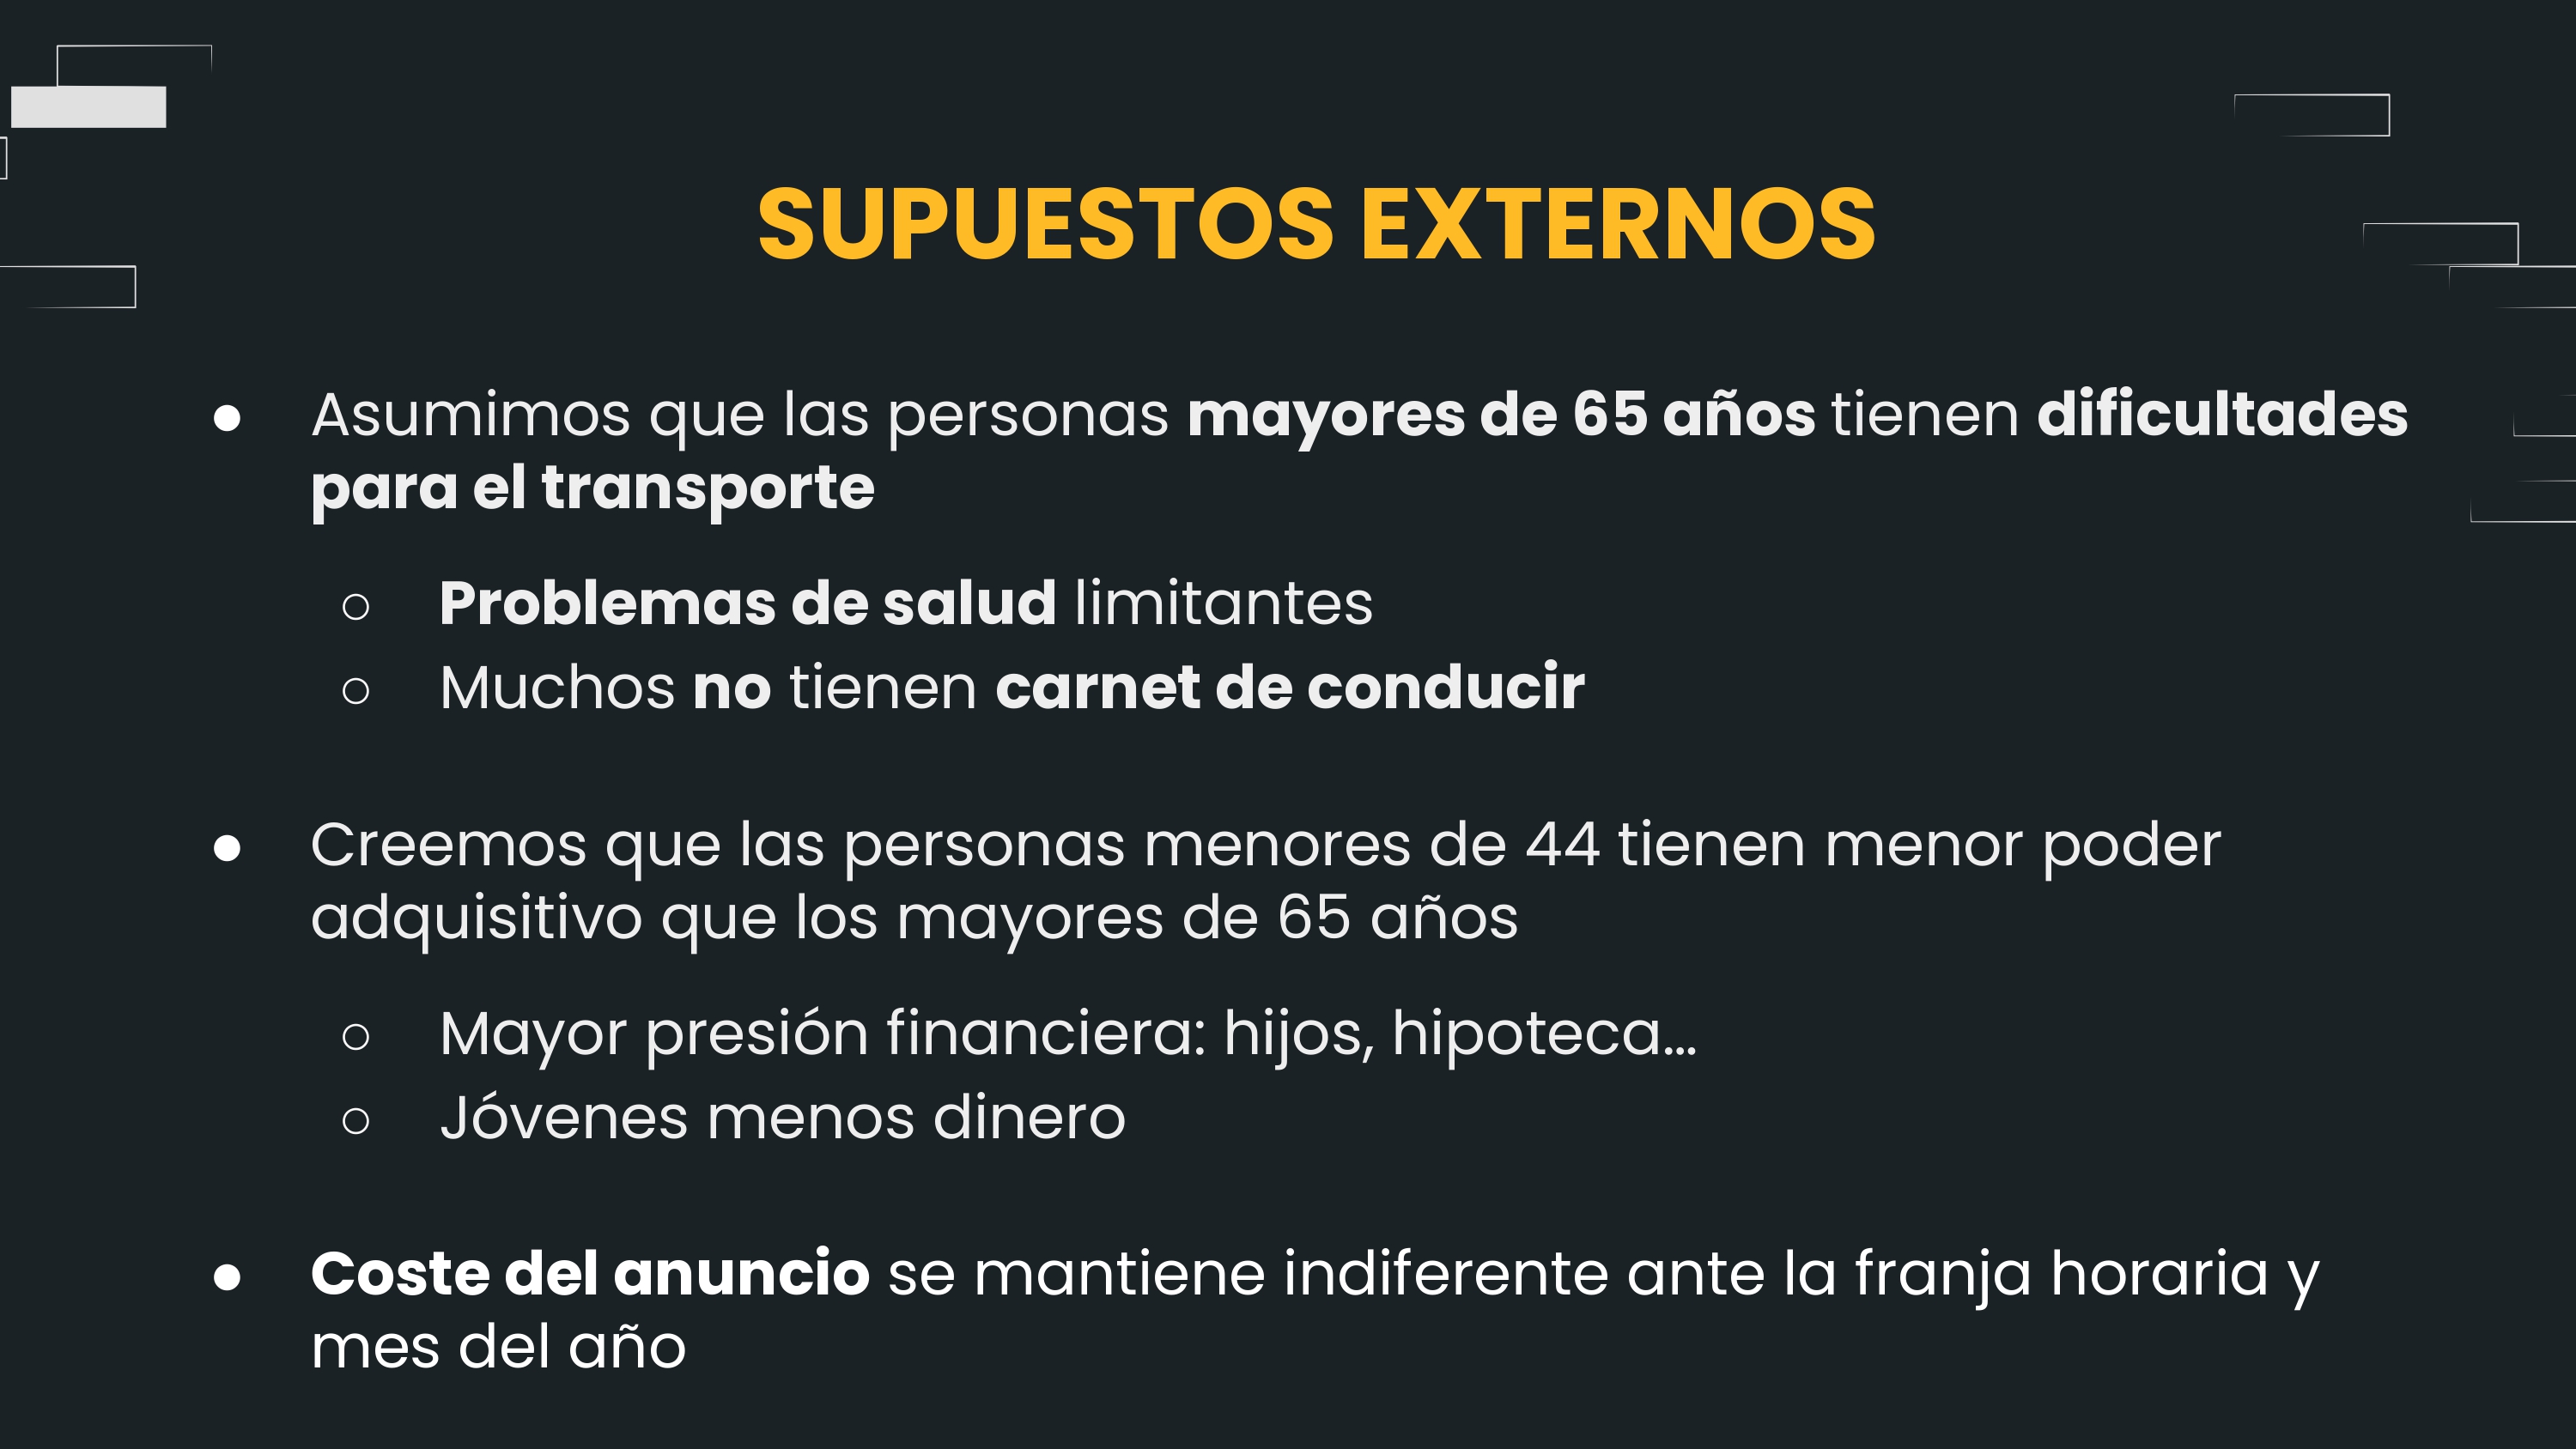 SUPUESTOS EXTERNOS
● Asumimos que las personas mayores de 65 años tienen dificultades
para el transporte
○ Problemas de salud limitantes
○ Muchos no tienen carnet de conducir
● Creemos que las personas menores de 44 tienen menor poder
adquisitivo que los mayores de 65 años
○ Mayor presión financiera: hijos, hipoteca…
○ Jóvenes menos dinero
● Coste del anuncio se mantiene indiferente ante la franja horaria y
mes del año